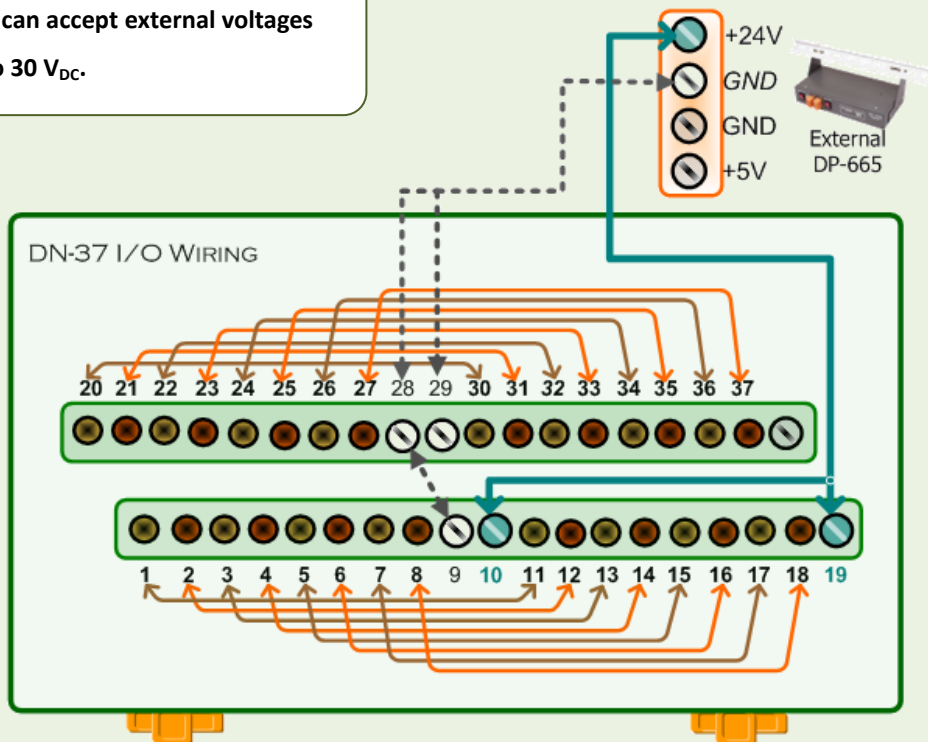 can accept external voltages
30 V_DC.
+24V
GND
GND
+5V
External
DP-665
DN-37 I/O WIRING
20 21 22 23 24 25 26 27 28 29 30 31 32 33 34 35 36 37
1 2 3 4 5 6 7 8 9 10 11 12 13 14 15 16 17 18 19